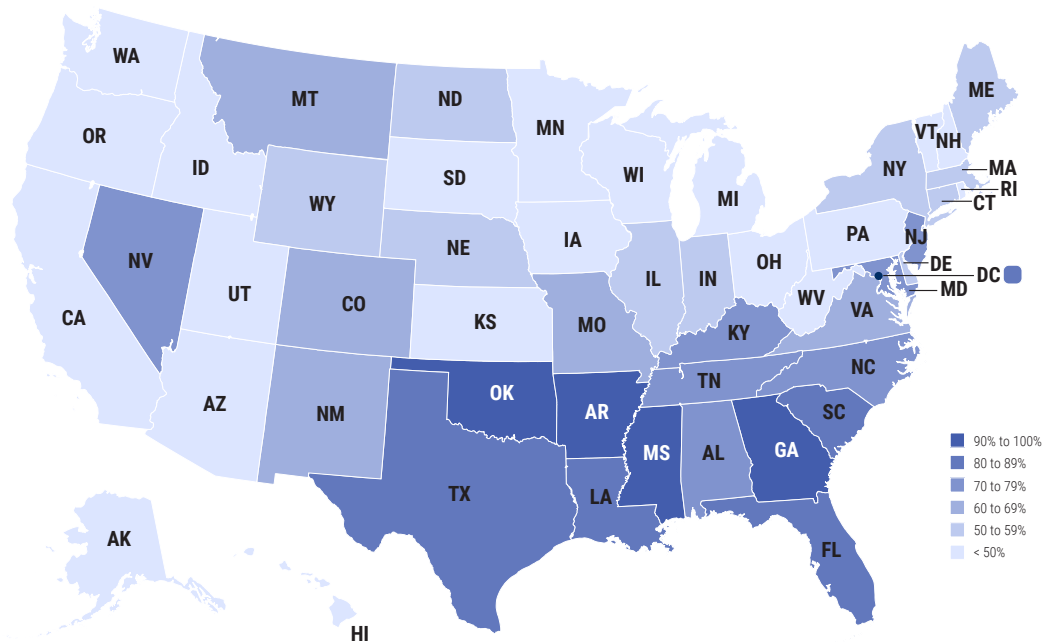 WA
MT
ND
MN
ME
VT
NH
OR
ID
WY
SD
WI
MI
NY
MA
RI
CT
NV
UT
NE
IA
IL
IN
OH
PA
NJ
DE
DC
MD
CA
CO
KS
MO
WV
VA
KY
AZ
NM
OK
AR
TN
NC
SC
MS
AL
GA
TX
LA
FL
AK
HI
90% to 100%
80 to 89%
70 to 79%
60 to 69%
50 to 59%
< 50%